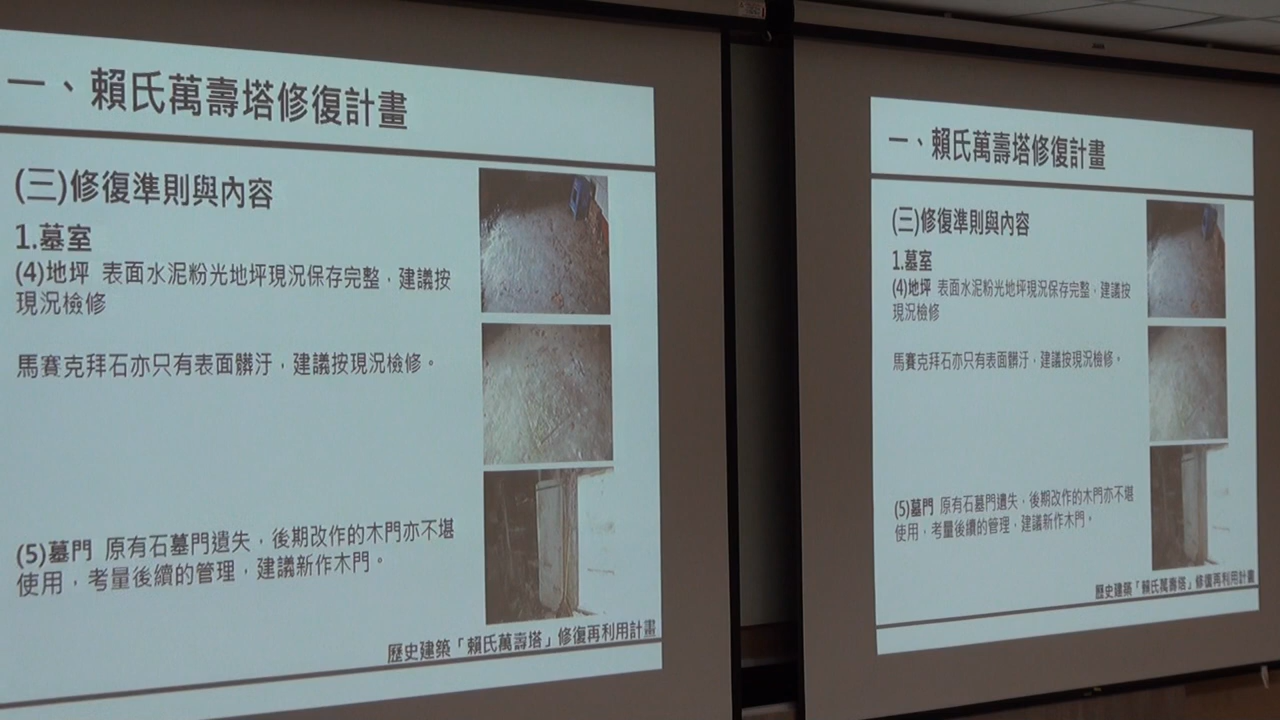 一、賴氏萬壽塔修復計畫
(三)修復準則與內容
1.墓室
(4)地坪 表面水泥粉光地坪現況保存完整，建議按
現況檢修
馬賽克拜石亦只有表面髒汙，建議按現況檢修。
(5)墓門 原有石墓門遺失，後期改作的木門亦不堪
使用，考量後續的管理，建議新作木門。
歷史建築「賴氏萬壽塔」修復再利用計畫
一、賴氏萬壽塔修復計畫
(三)修復準則與內容
1.墓室
(4)地坪 表面水泥粉光地坪現況保存完整，建議按
現況檢修
馬賽克拜石亦只有表面髒汙，建議按現況檢修。
(5)墓門 原有石墓門遺失，後期改作的木門亦不堪
使用，考量後續的管理，建議新作木門。
歷史建築「賴氏萬壽塔」修復再利用計畫